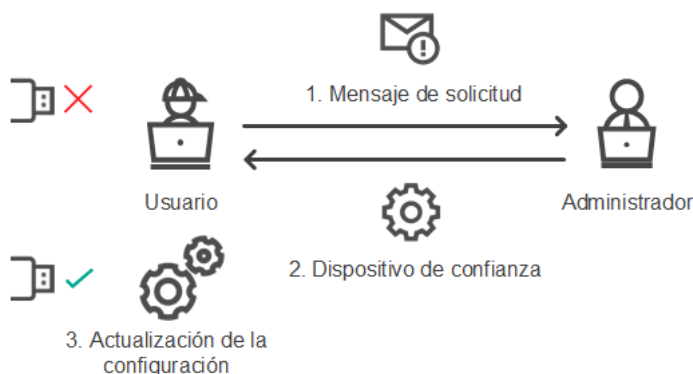 1. Mensaje de solicitud
Usuario
Administrador
2. Dispositivo de confianza
3. Actualización de la
configuración